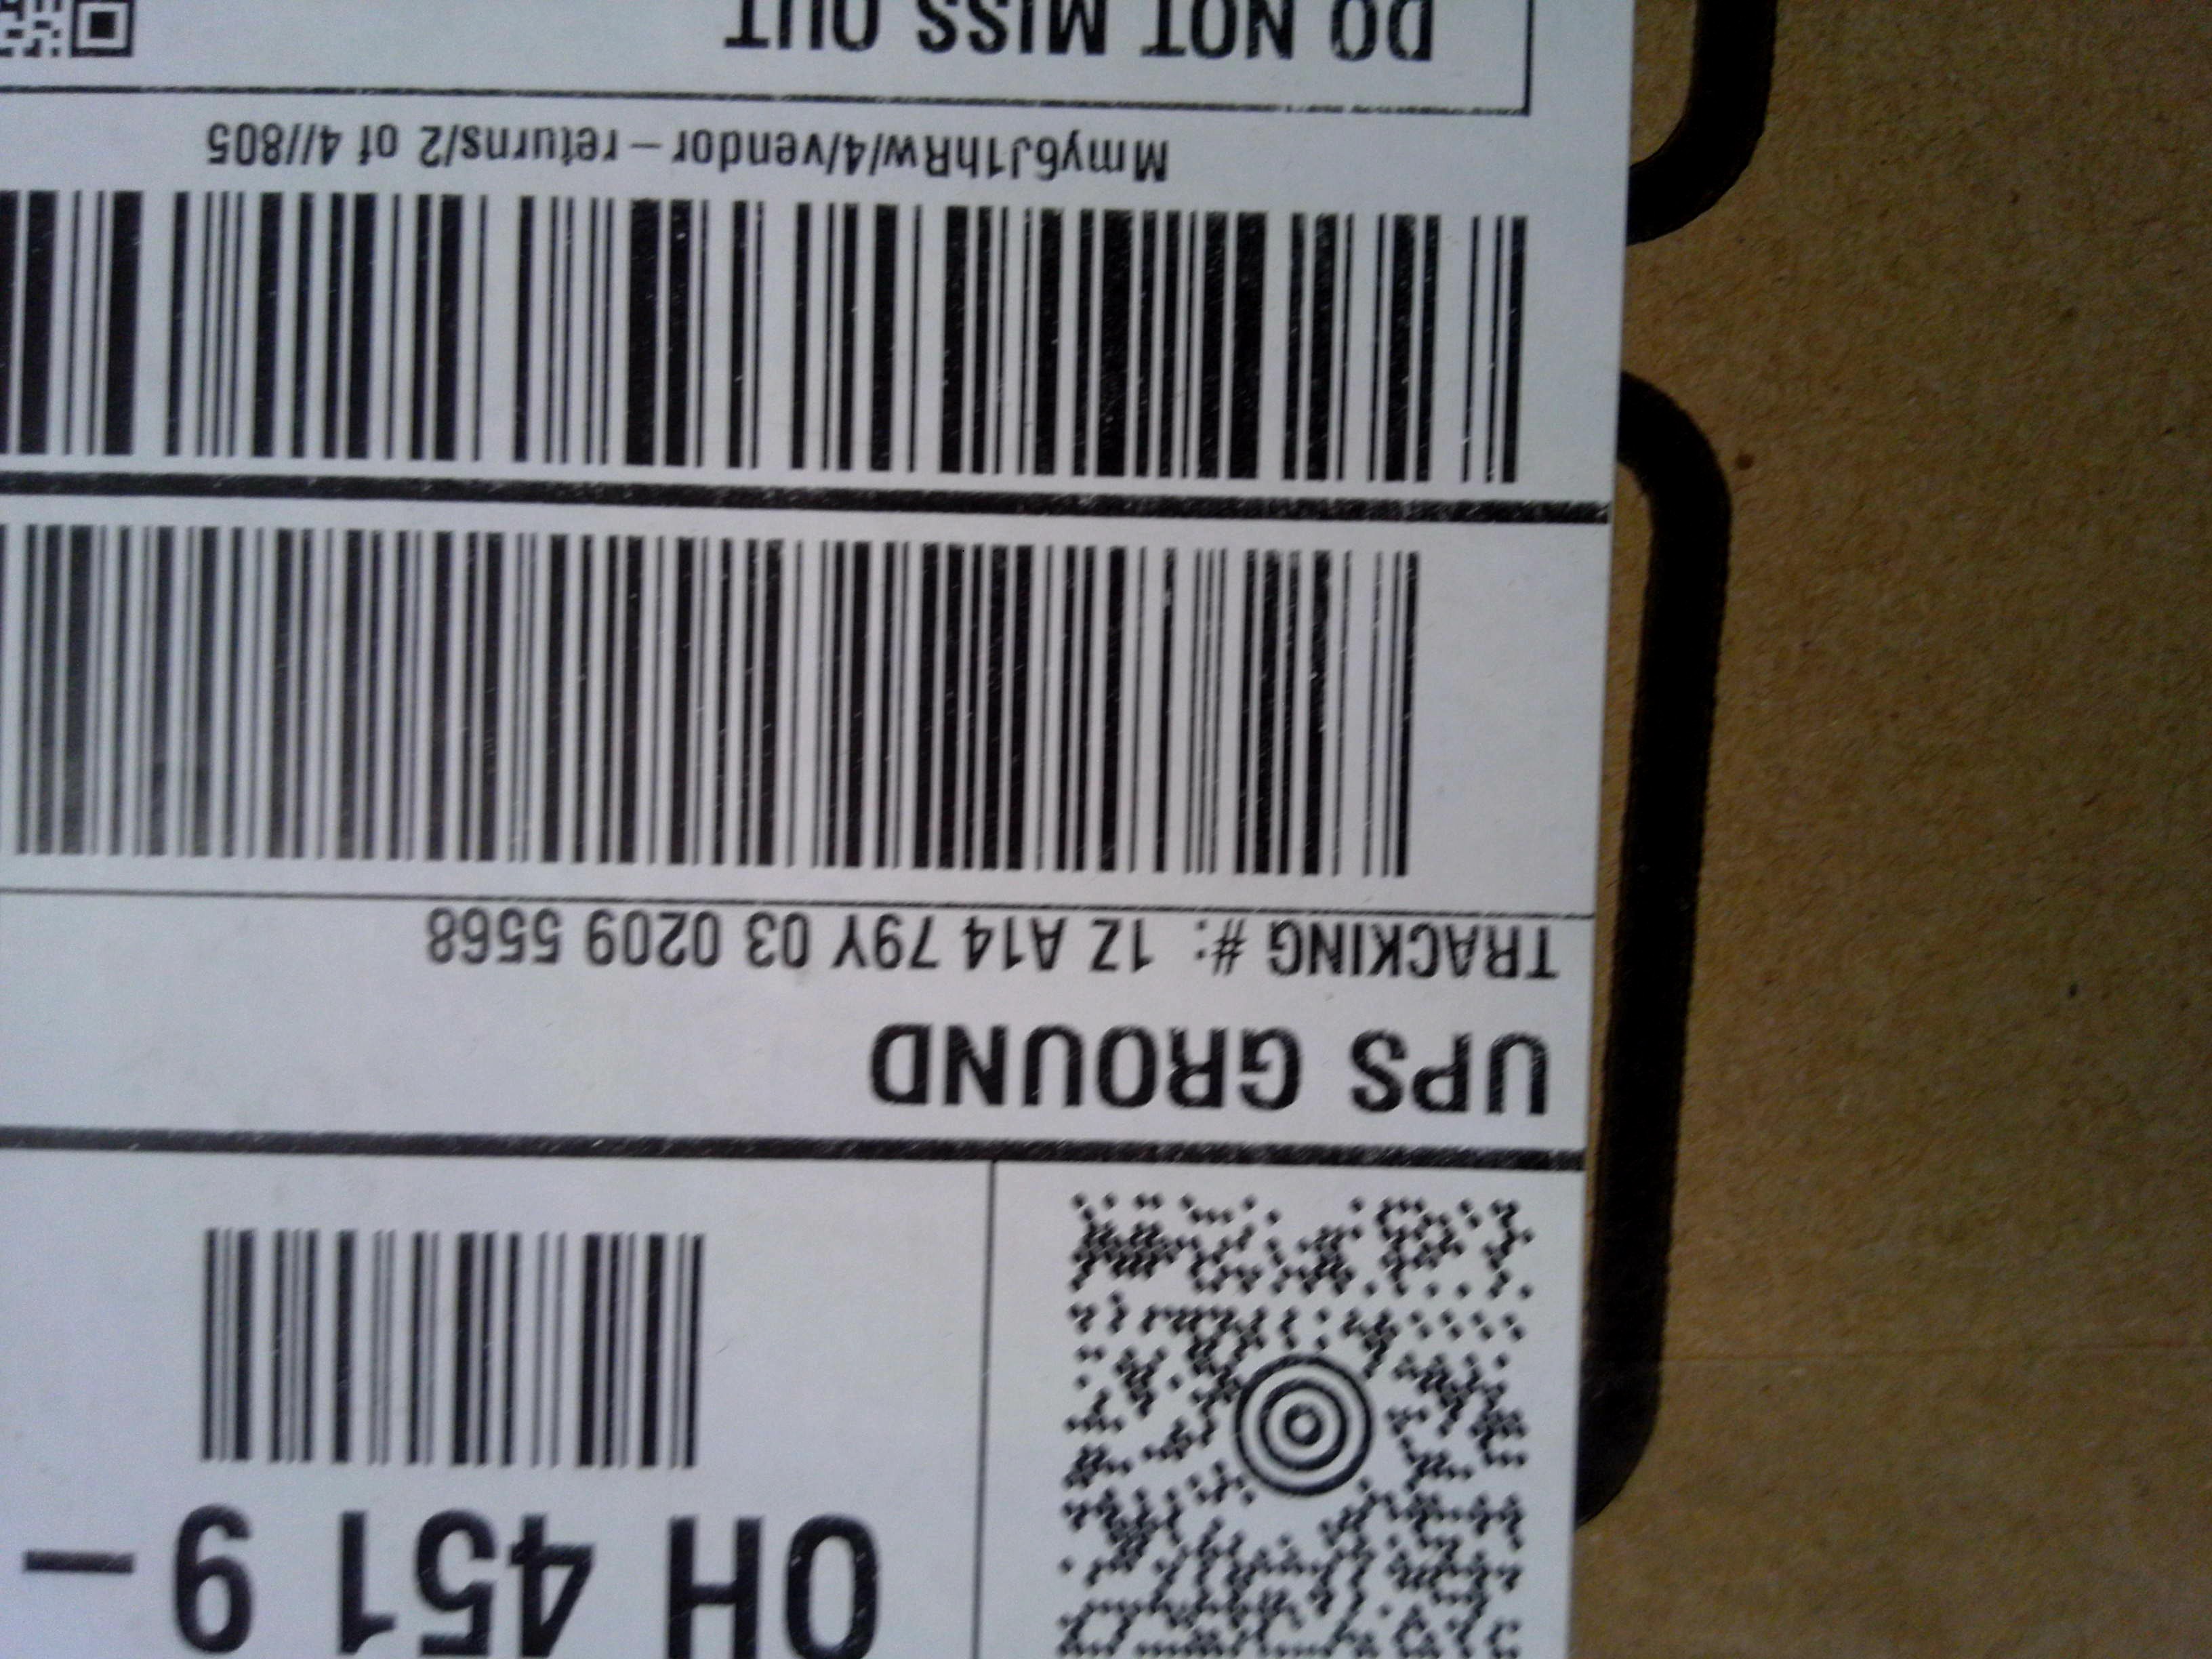 OH 451 9 –
UPS GROUND
TRACKING #: 1Z A14 79Y 03 0209 5568
Mmy6J1hRw/4/vendor – returns/2 of 4//805
DO NOT MISS OUT